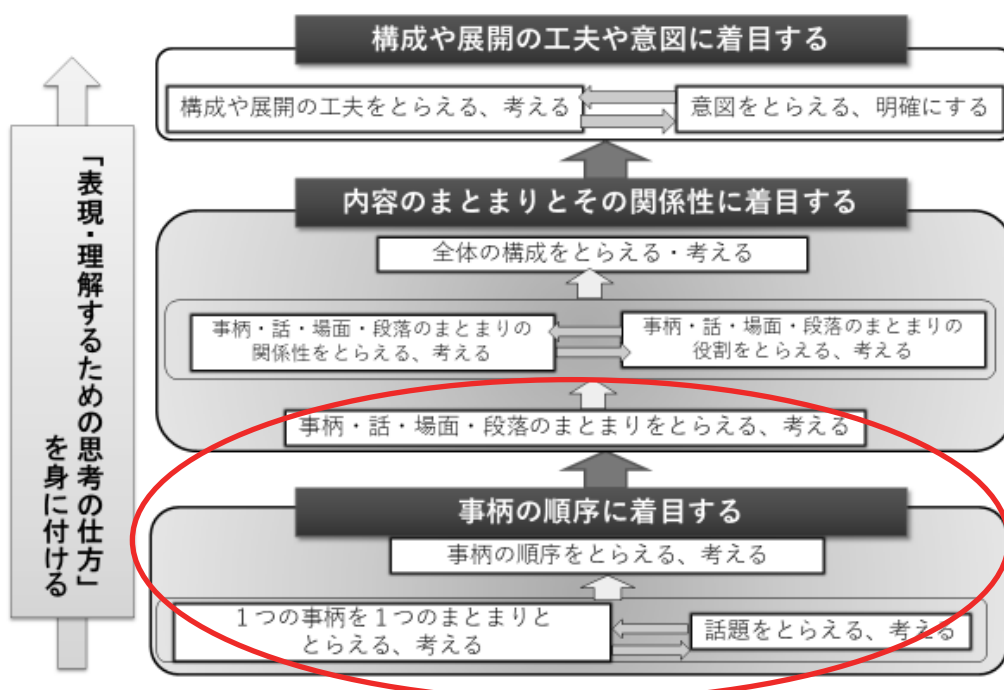 構成や展開の工夫や意図に着目する
構成や展開の工夫をとらえる、考える
意図をとらえる、明確にする
内容のまとまりとその関係性に着目する
全体の構成をとらえる・考える
事柄・話・場面・段落のまとまりの
関係性をとらえる、考える
事柄・話・場面・段落のまとまりの
役割をとらえる、考える
事柄・話・場面・段落のまとまりをとらえる、考える
事柄の順序に着目する
事柄の順序をとらえる、考える
１つの事柄を１つのまとまりと
とらえる、考える
話題をとらえる、考える
「表現・理解するための思考の仕方」
を身に付ける